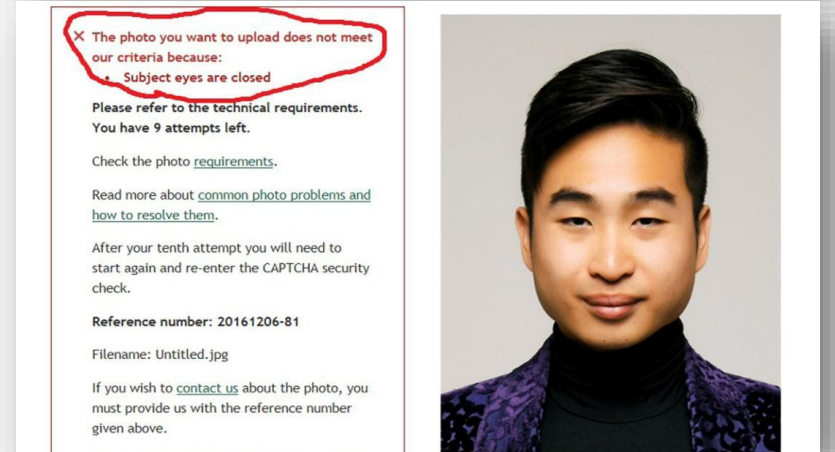 × The photo you want to upload does not meet
our criteria because:
• Subject eyes are closed
Please refer to the technical requirements.
You have 9 attempts left.
Check the photo requirements.
Read more about common photo problems and
how to resolve them.
After your tenth attempt you will need to
start again and re-enter the CAPTCHA security
check.
Reference number: 20161206-81
Filename: Untitled.jpg
If you wish to contact us about the photo, you
must provide us with the reference number
given above.